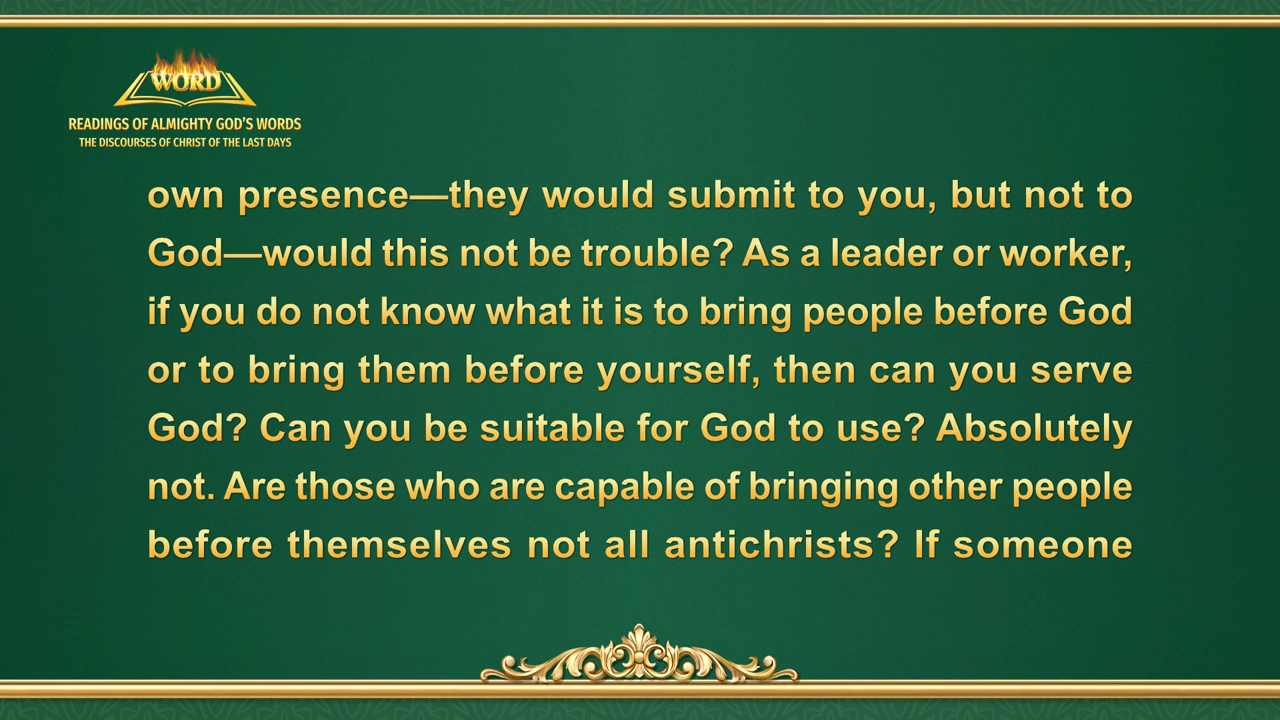 WORD
READINGS OF ALMIGHTY GOD'S WORDS
THE DISCOURSES OF CHRIST OF THE LAST DAYS
own presence—they would submit to you, but not to
God—would this not be trouble? As a leader or worker,
if you do not know what it is to bring people before God
or to bring them before yourself, then can you serve
God? Can you be suitable for God to use? Absolutely
not. Are those who are capable of bringing other people
before themselves not all antichrists? If someone